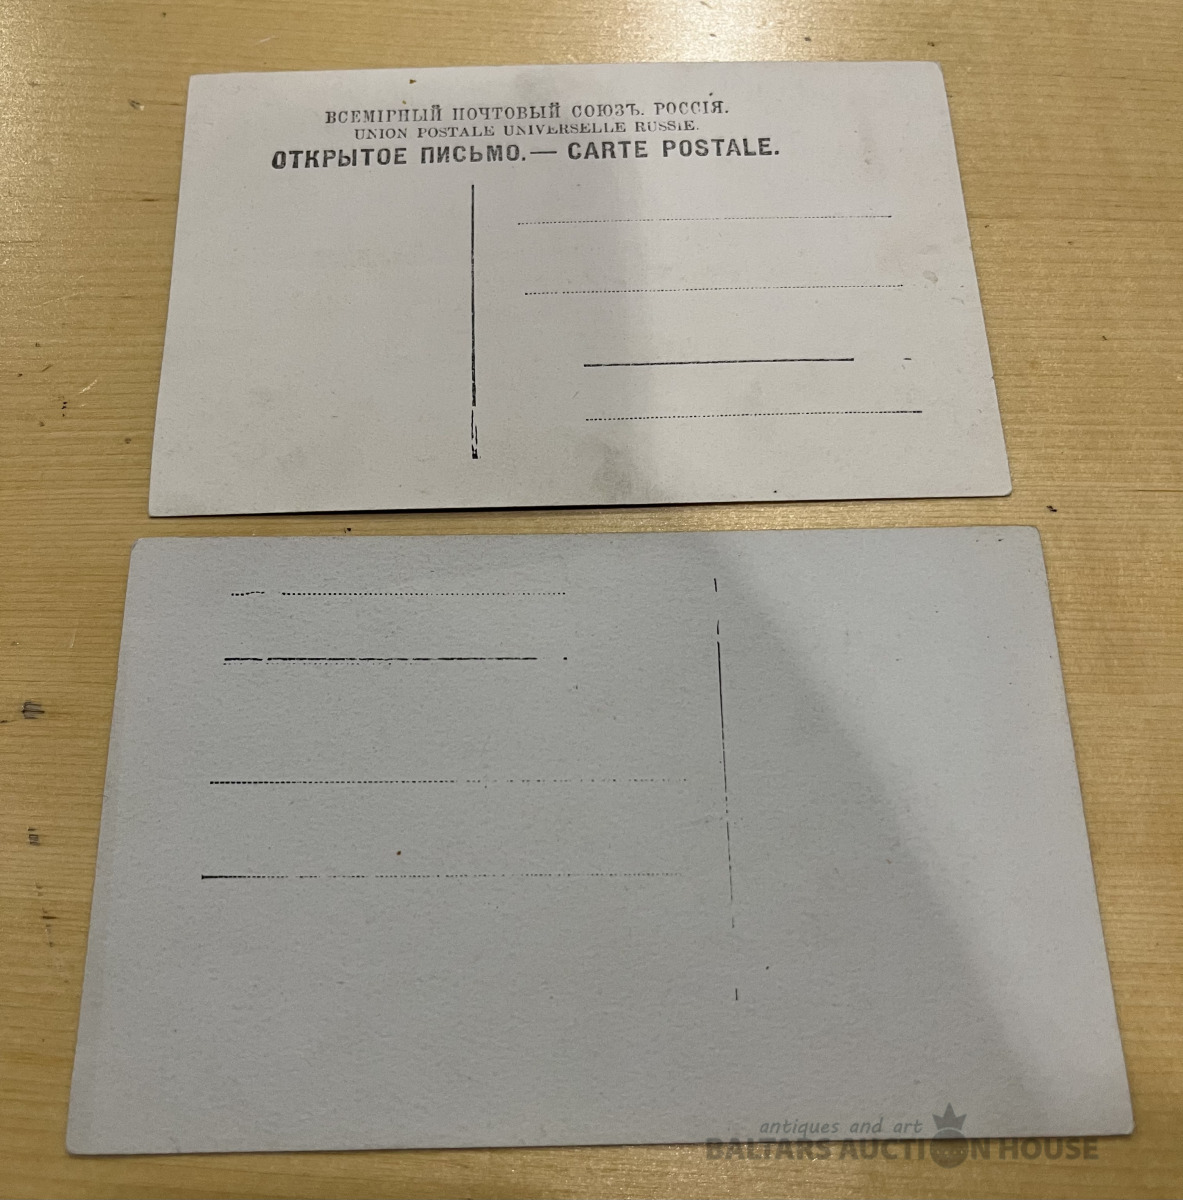 ВСЕМІРНЫЙ ПОЧТОВЫЙ СОЮЗЪ. РОССІЯ.
UNION POSTALE UNIVERSELLE RUSSIE.
ОТКРЫТОЕ ПИСЬМО.— CARTE POSTALE.
antiques and art
BALTARS AUCTION HOUSE